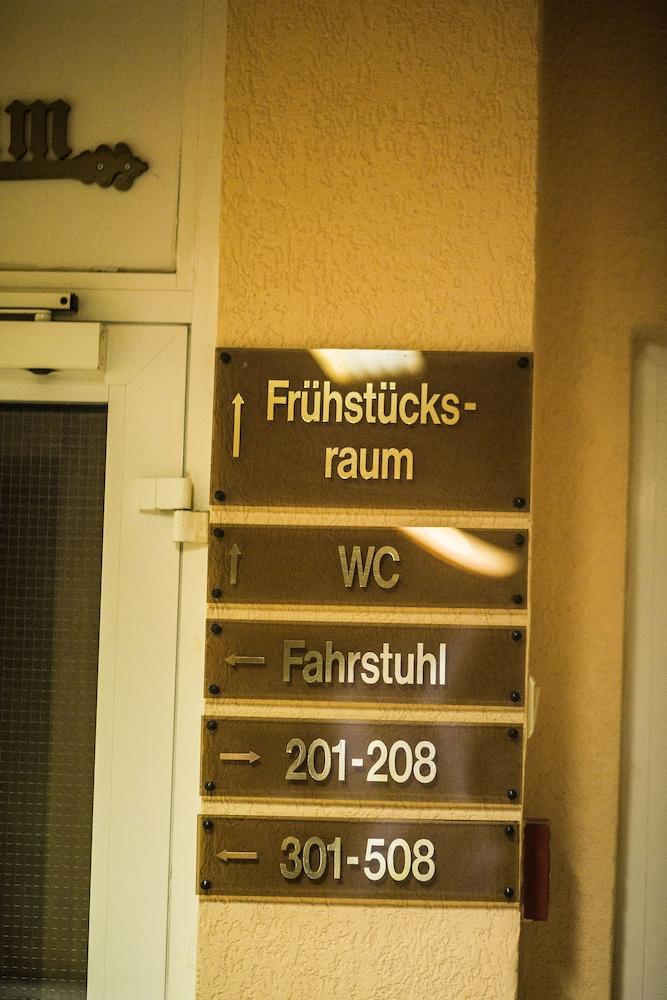 m
↑ Frühstücks-
raum
↑ WC
← Fahrstuhl
→ 201-208
← 301-508